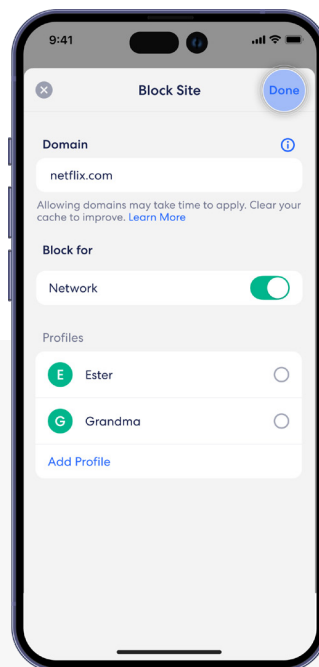 9:41
Block Site
Done
Domain
netflix.com
Allowing domains may take time to apply. Clear your
cache to improve. Learn More
Block for
Network
Profiles
E Ester
G Grandma
Add Profile